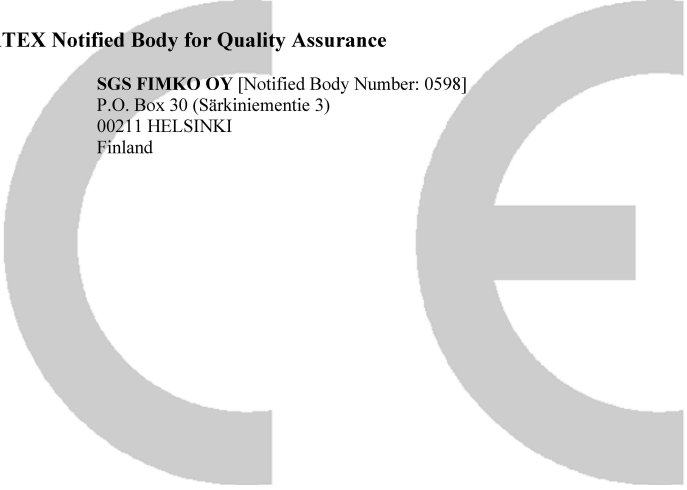 TEX Notified Body for Quality Assurance
SGS FIMKO OY [Notified Body Number: 0598]
P.O. Box 30 (Särkiniementie 3)
00211 HELSINKI
Finland
CE